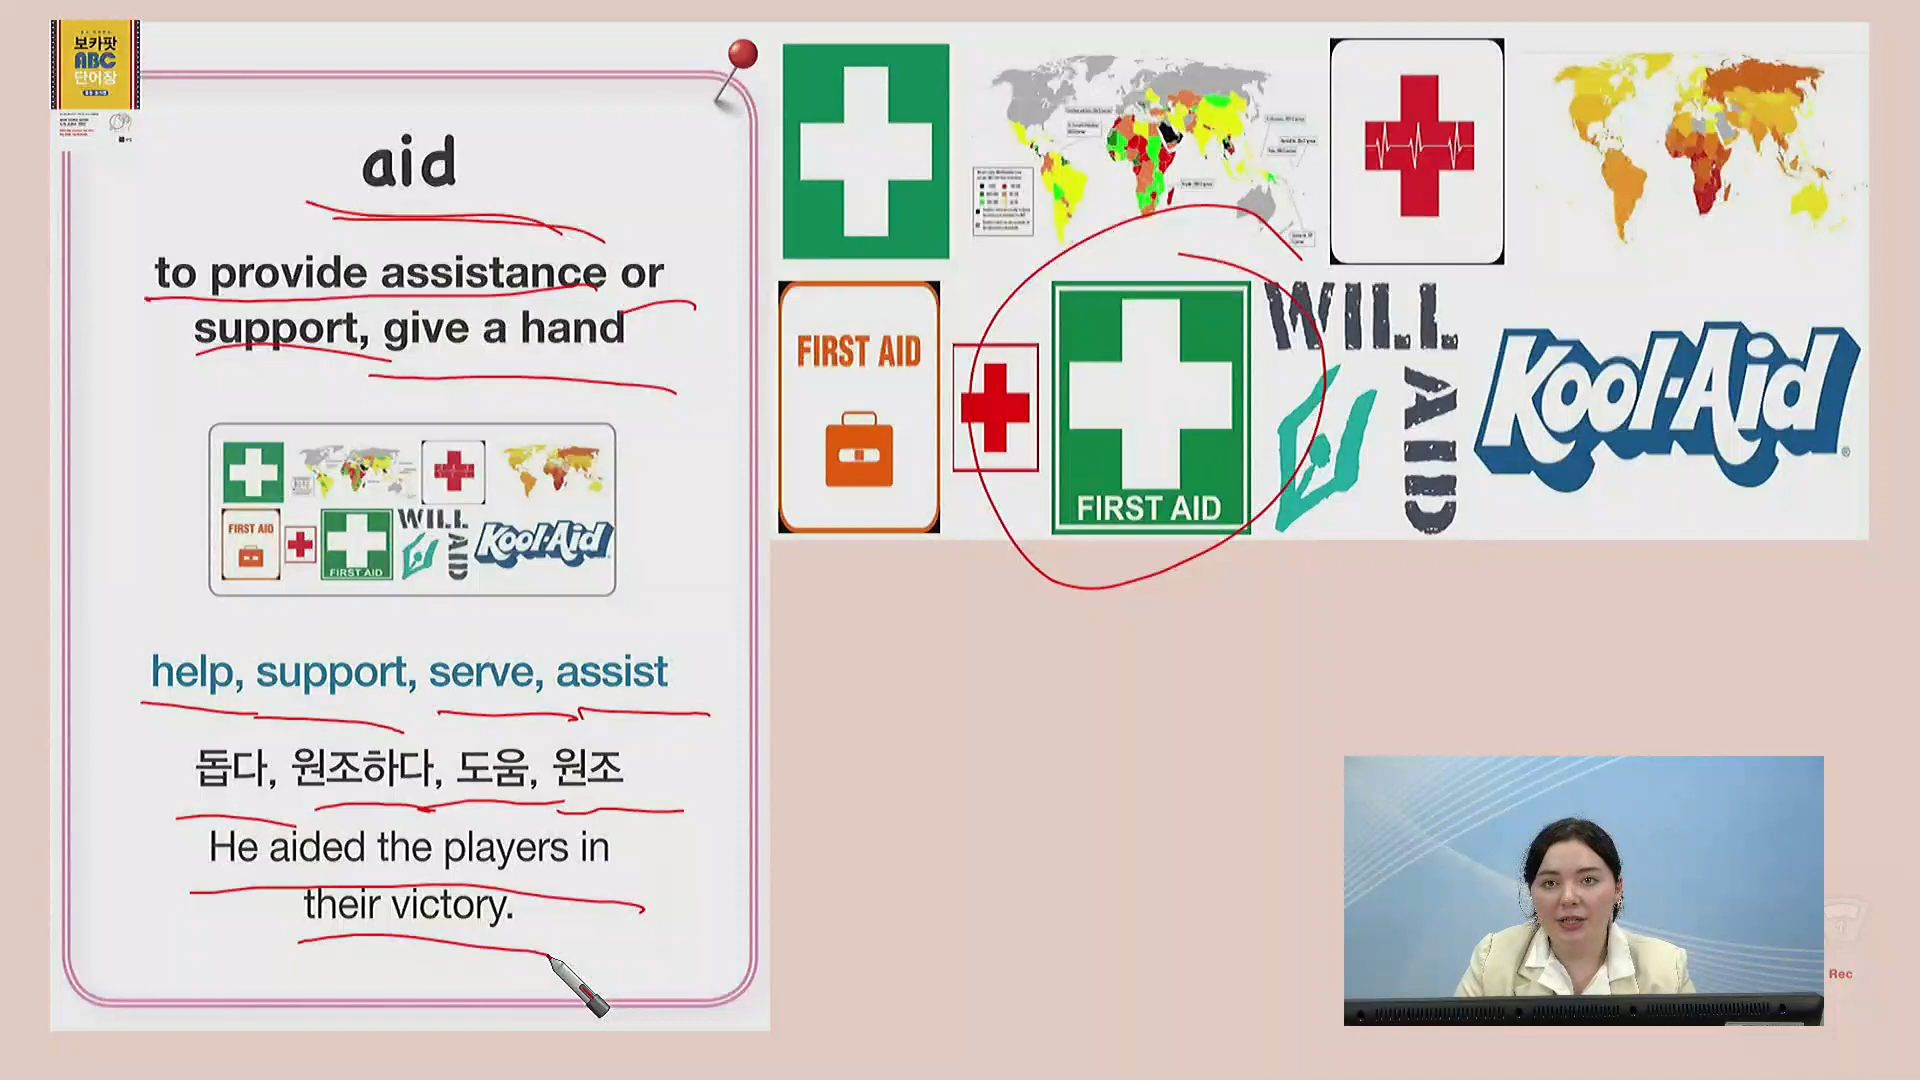 보카팟
ABC
단어장
aid
to provide assistance or
support, give a hand
FIRST AID
FIRST AID
WILL
AID
Kool-Aid
help, support, serve, assist
돕다, 원조하다, 도움, 원조
He aided the players in
their victory.
FIRST AID
FIRST AID
WILL
AID
Kool-Aid
Rec